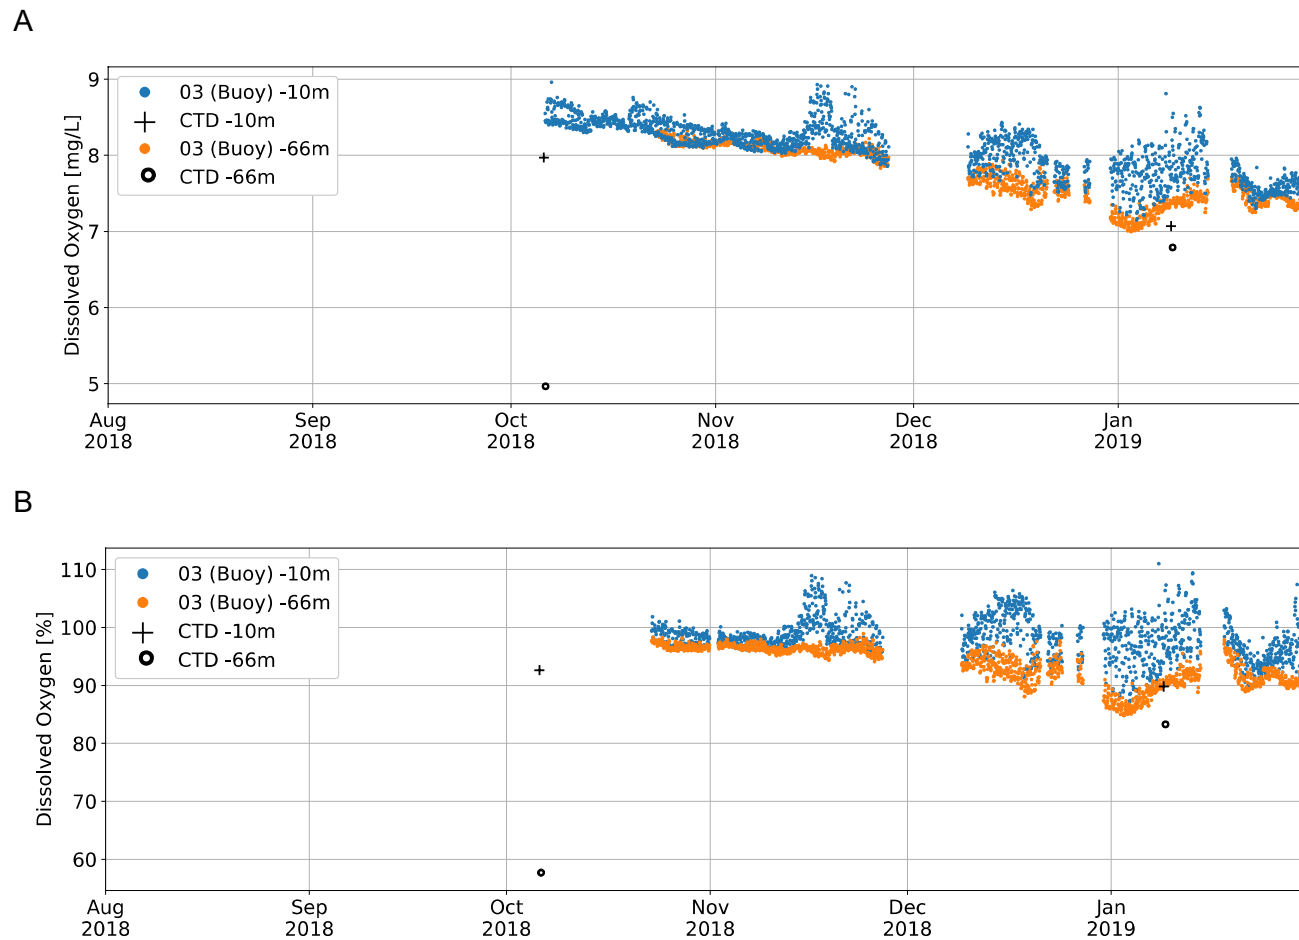 A
Dissolved Oxygen [mg/L]
9
8
7
6
5
03 (Buoy) -10m
CTD -10m
03 (Buoy) -66m
CTD -66m
Aug
2018
Sep
2018
Oct
2018
Nov
2018
Dec
2018
Jan
2019
B
Dissolved Oxygen [%]
110
100
90
80
70
60
03 (Buoy) -10m
03 (Buoy) -66m
CTD -10m
CTD -66m
Aug
2018
Sep
2018
Oct
2018
Nov
2018
Dec
2018
Jan
2019